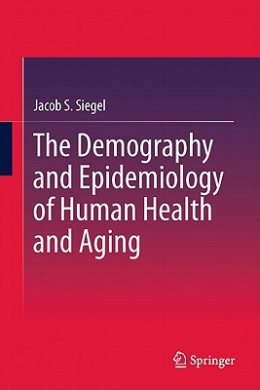 Jacob S. Siegel
The Demography
and Epidemiology
of Human Health
and Aging
Springer